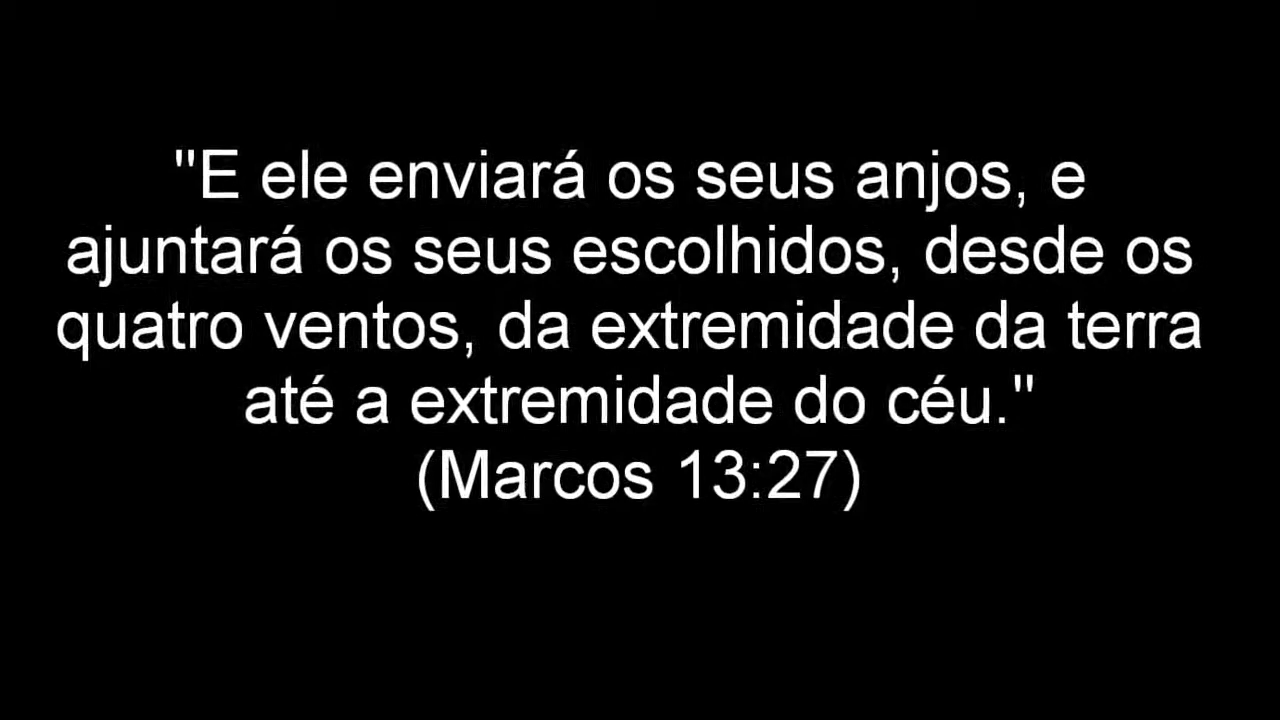 "E ele enviará os seus anjos, e
ajuntará os seus escolhidos, desde os
quatro ventos, da extremidade da terra
até a extremidade do céu."
(Marcos 13:27)